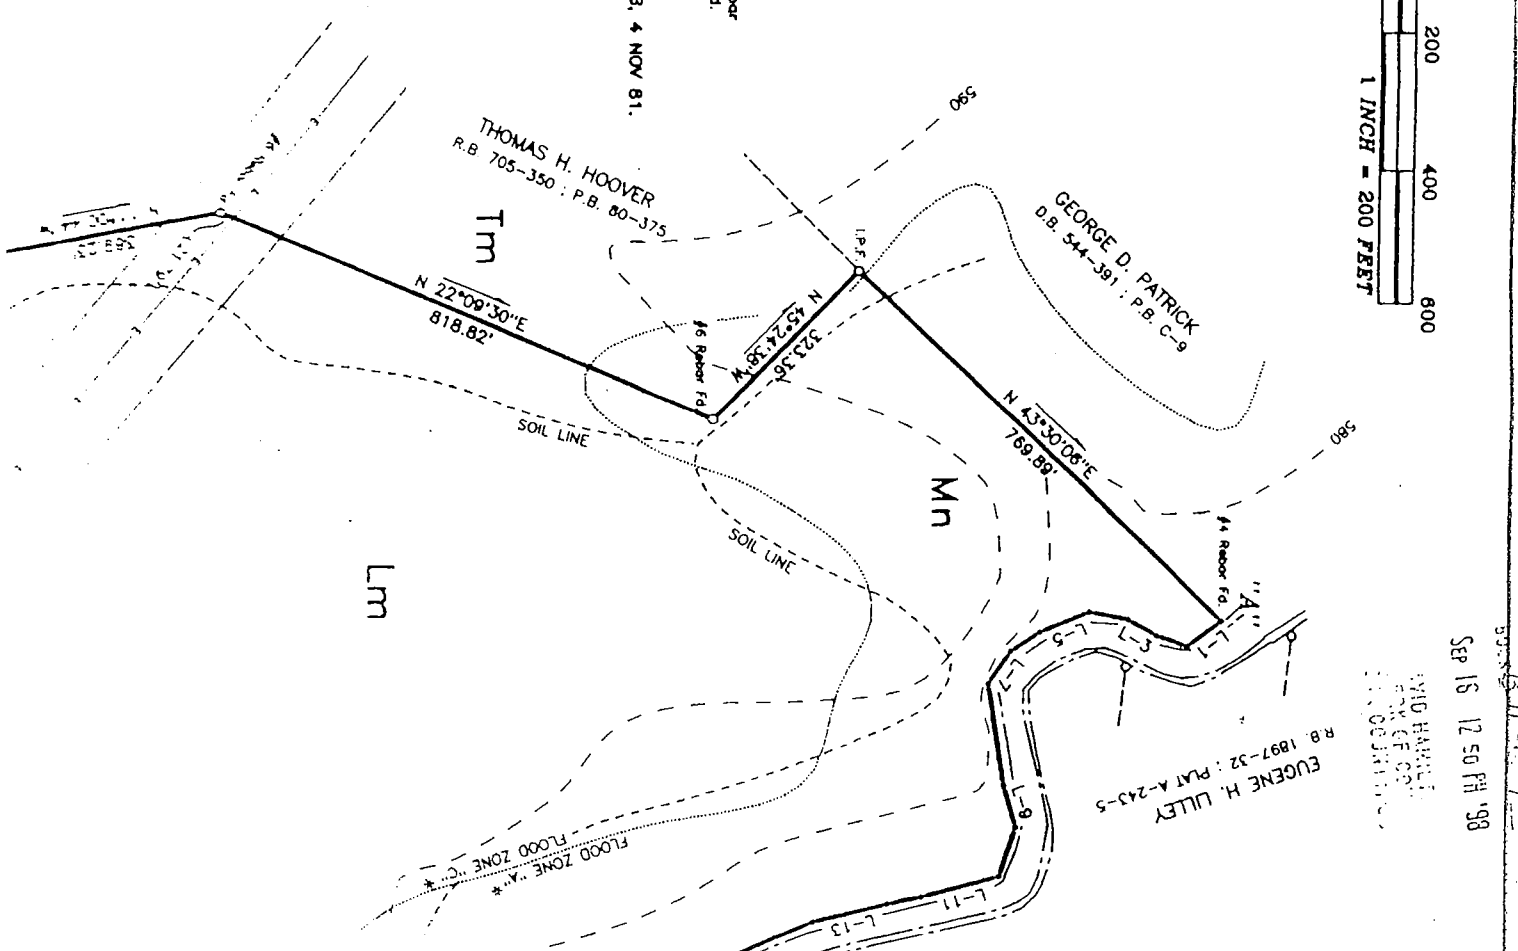 200
400
600
1 INCH = 200 FEET
3, 4 NOV 81.
590
THOMAS H. HOOVER
R.B. 705-350 ; P.B. 80-375
Tm
GEORGE D. PATRICK
D.B. 544-391 ; P.B. C-9
I.P.F.
N 45°24'38"W
323.36'
N 22°09'30"E
818.82'
#6 Rebar Fd.
N 43°30'06"E
769.89'
580
#4 Rebar Fd.
"A"
SOIL LINE
Mn
SOIL LINE
Lm
L-1
L-3
L-5
L-7
L-9
L-11
L-13
EUGENE H. LILLEY
R.B. 1897-32 ; PLAT A-243-5
FLOOD ZONE "C"*
FLOOD ZONE "A"*
SEP 16 12 50 PM '98